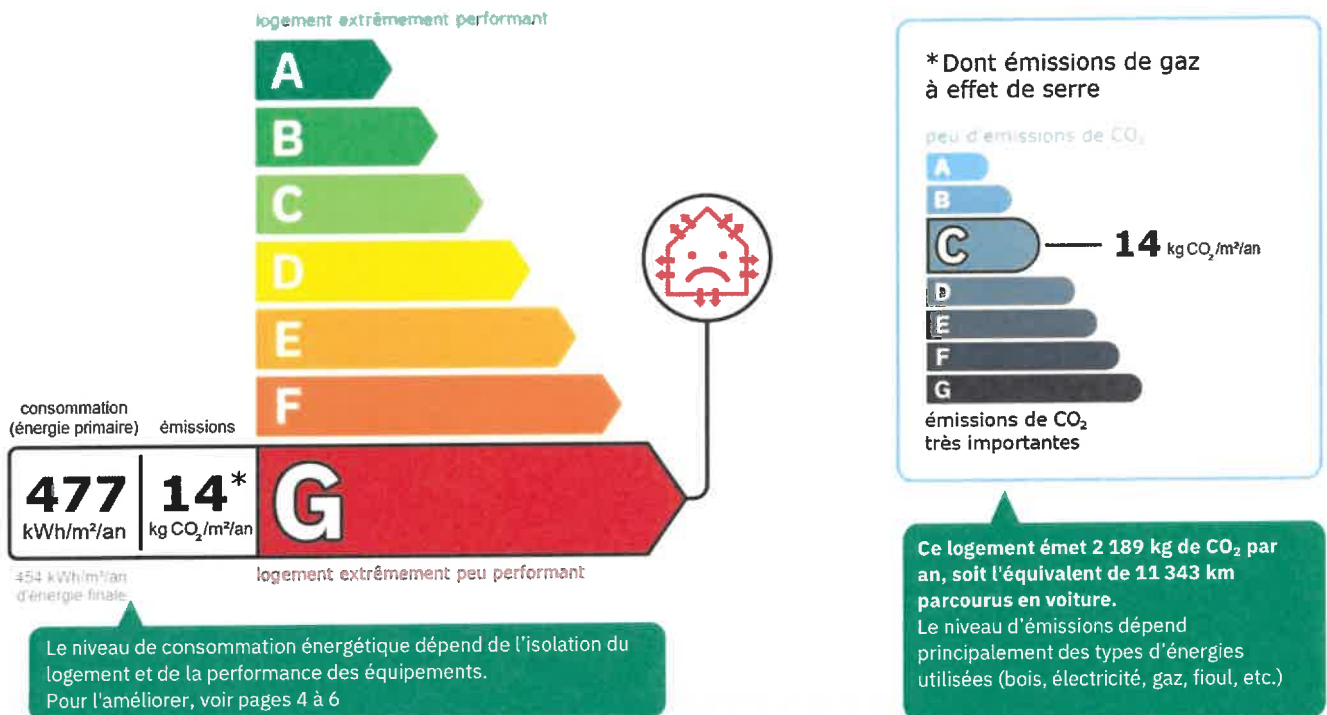 logement extrêmement performant
A
B
C
D
E
F
consommation
(énergie primaire)
émissions
477
kWh/m²/an
14*
kg CO₂/m²/an
G
454 kWh/m²/an
d'énergie finale
logement extrêmement peu performant
Le niveau de consommation énergétique dépend de l'isolation du
logement et de la performance des équipements.
Pour l'améliorer, voir pages 4 à 6
*Dont émissions de gaz
à effet de serre
peu d'émissions de CO₂
A
B
C
14 kg CO₂/m²/an
D
E
F
G
émissions de CO₂
très importantes
Ce logement émet 2 189 kg de CO₂ par
an, soit l'équivalent de 11 343 km
parcourus en voiture.
Le niveau d'émissions dépend
principalement des types d'énergies
utilisées (bois, électricité, gaz, fioul, etc.)